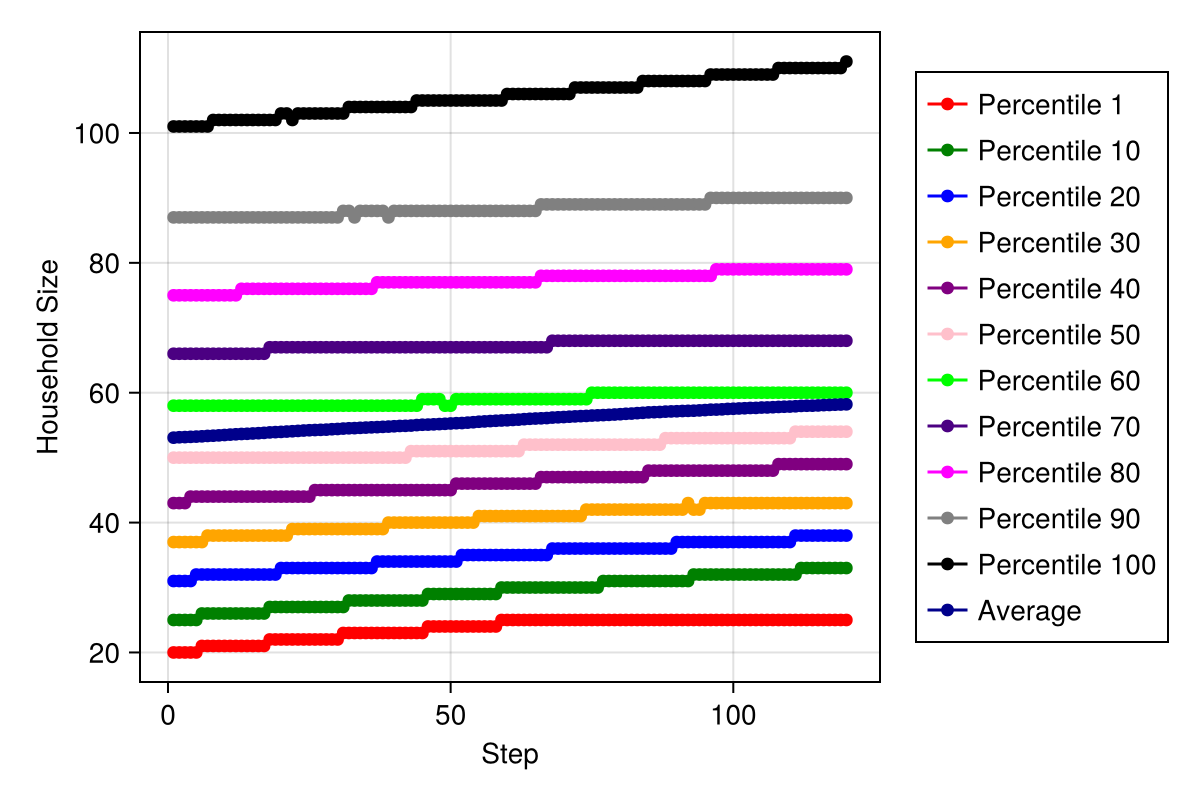 Household Size
100
80
60
40
20
0
50
100
Step
Percentile 1
Percentile 10
Percentile 20
Percentile 30
Percentile 40
Percentile 50
Percentile 60
Percentile 70
Percentile 80
Percentile 90
Percentile 100
Average